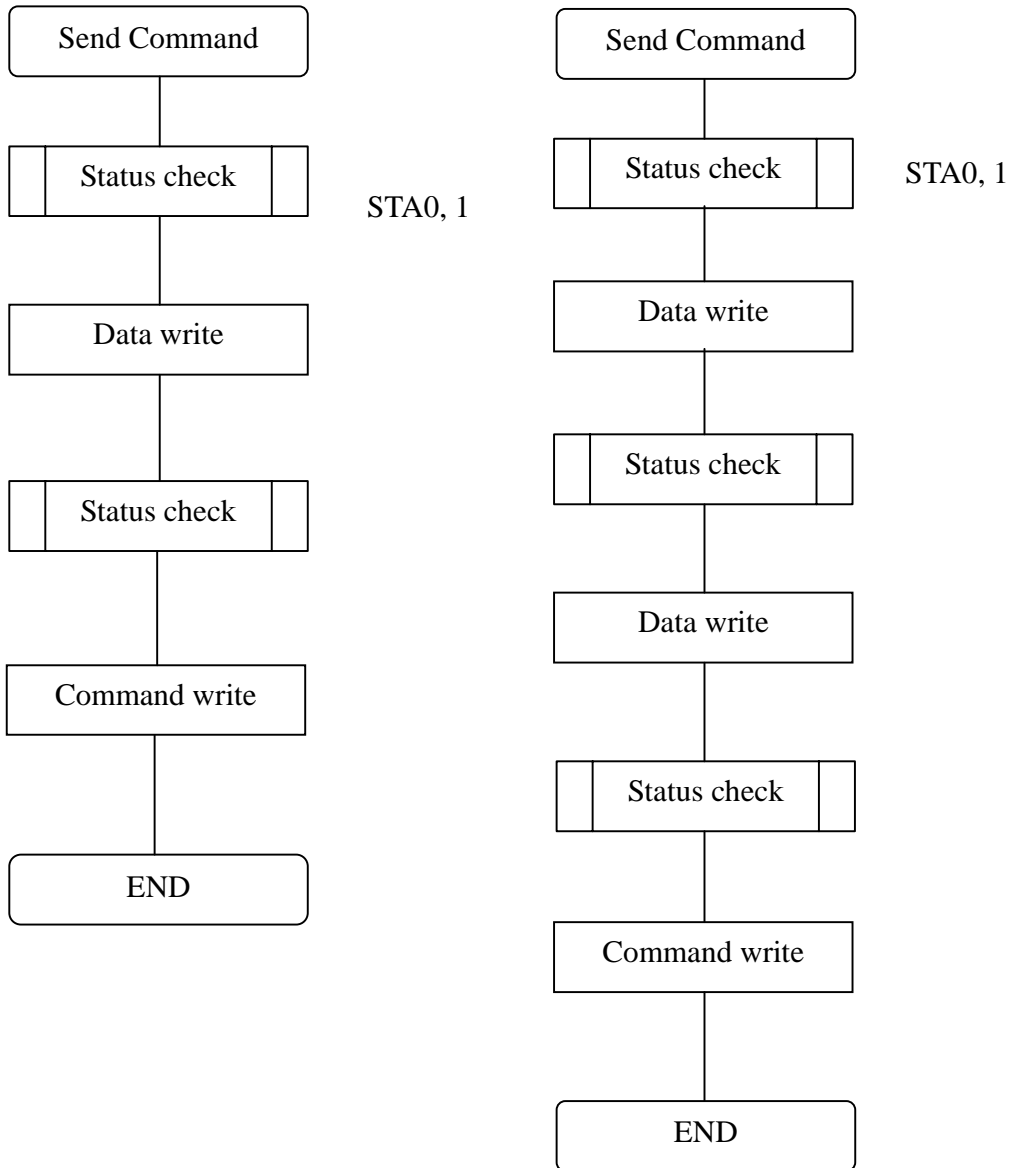 Send Command
Status check
STA0, 1
Data write
Status check
Command write
END
Send Command
Status check
STA0, 1
Data write
Status check
Data write
Status check
Command write
END